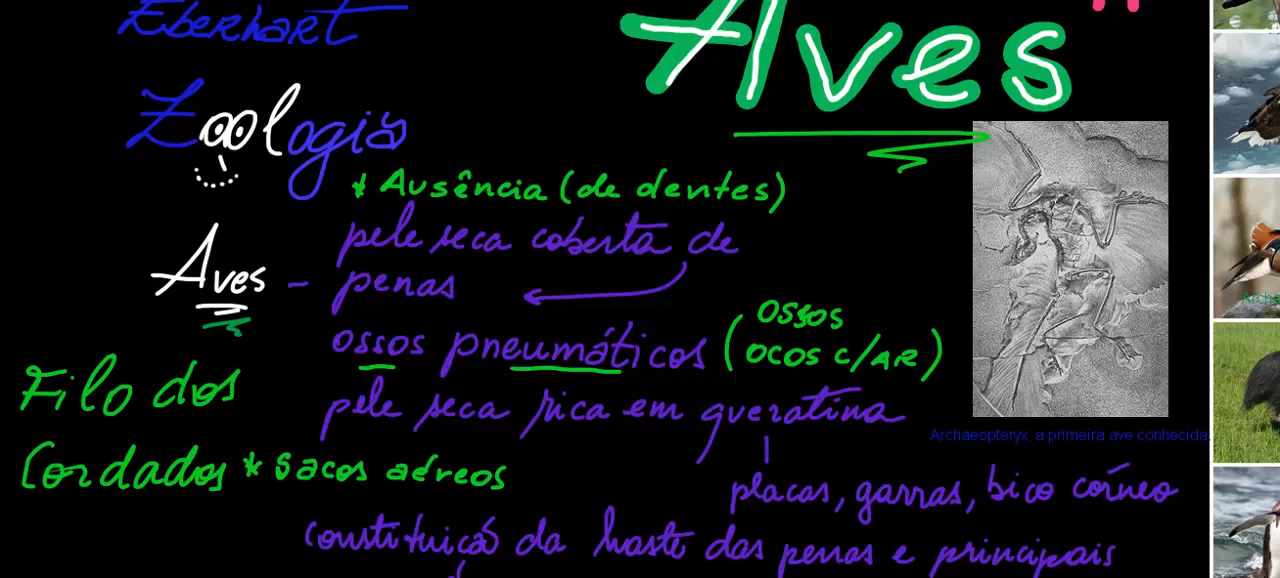 Eberhart
Aves
Zoologia
* Ausência (de dentes)
pele seca coberta de
Aves - penas
ossos pneumáticos (ossos
ocos c/AR)
Filo dos
pele seca rica em queratina
Archaeopteryx, a primeira ave conhecida
Cordados * sacos aéreos
placas, garras, bico córneo
constituição da haste das penas e principais